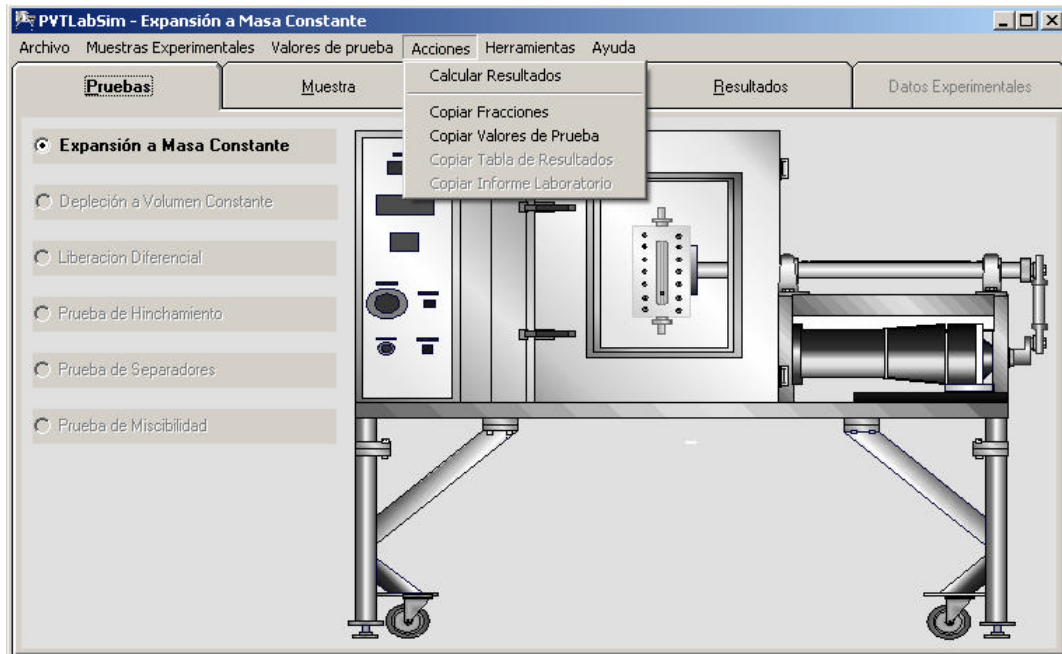 PVTLabSim - Expansión a Masa Constante
Archivo Muestras Experimentales Valores de prueba Acciones Herramientas Ayuda
Calcular Resultados
Copiar Fracciones
Copiar Valores de Prueba
Copiar Tabla de Resultados
Copiar Informe Laboratorio
Pruebas Muestra Resultados Datos Experimentales
Expansión a Masa Constante
Depleción a Volumen Constante
Liberacion Diferencial
Prueba de Hinchamiento
Prueba de Separadores
Prueba de Miscibilidad